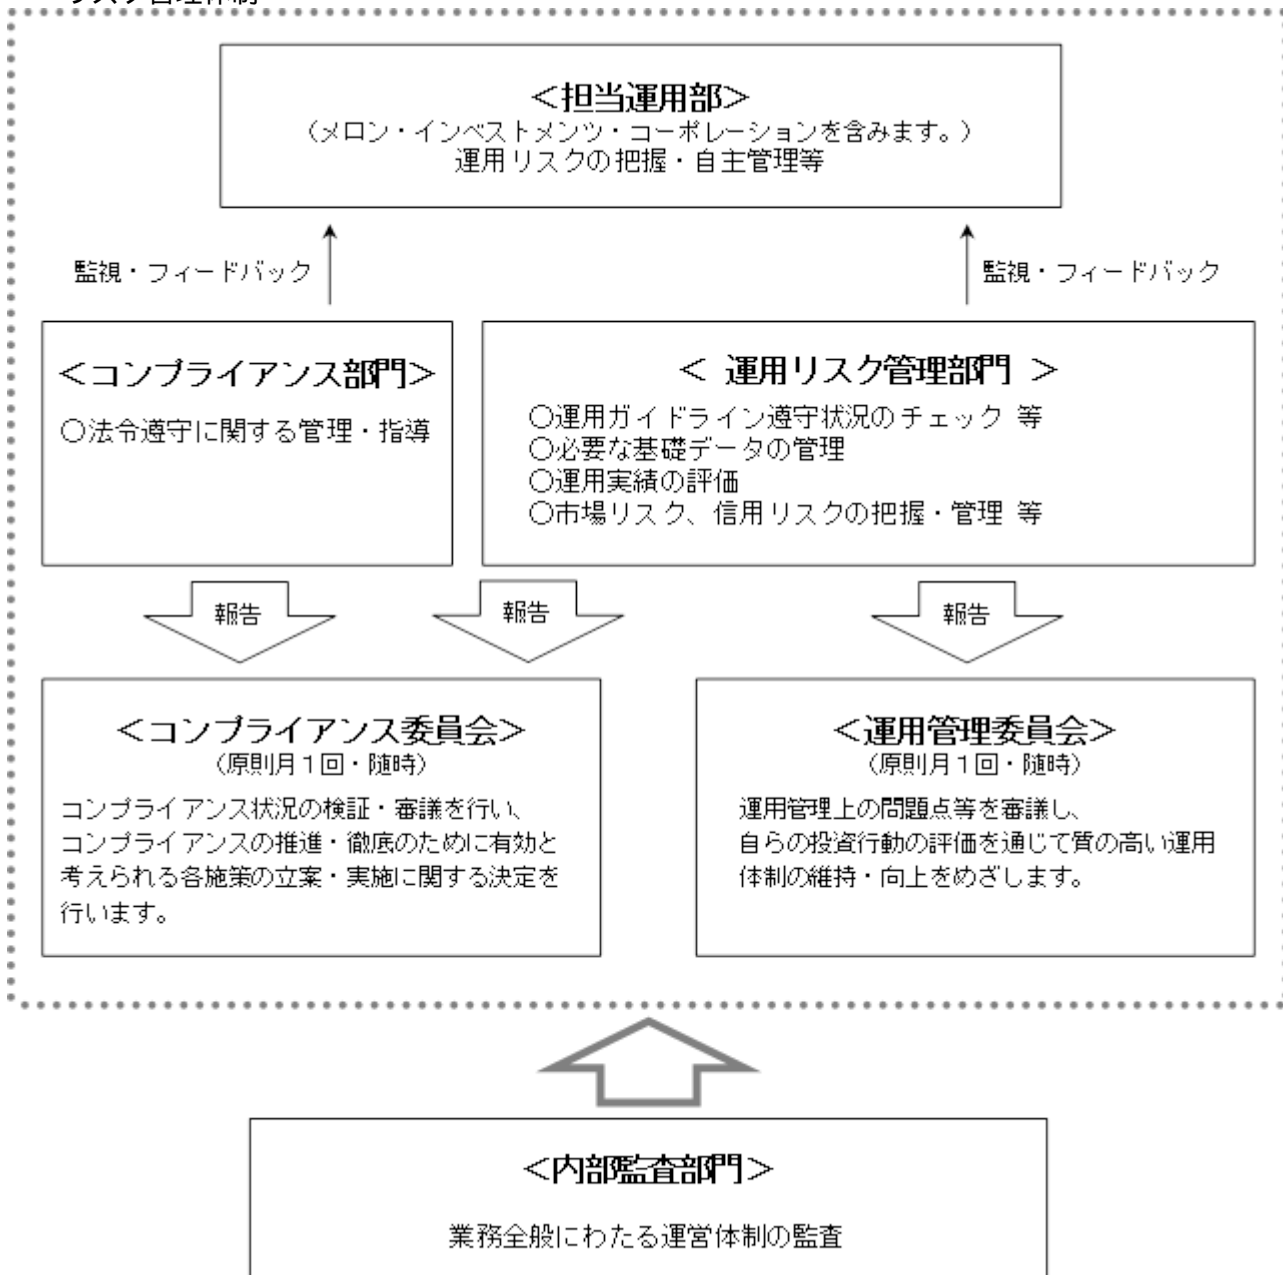 リスク管理体制
＜担当運用部＞
（メロン・インベストメンツ・コーポレーションを含みます。）
運用リスクの把握・自主管理等
監視・フィードバック
監視・フィードバック
＜コンプライアンス部門＞
○法令遵守に関する管理・指導
＜ 運用リスク管理部門 ＞
○運用ガイドライン遵守状況のチェック 等
○必要な基礎データの管理
○運用実績の評価
○市場リスク、信用リスクの把握・管理 等
報告
報告
報告
＜コンプライアンス委員会＞
（原則月１回・随時）
コンプライアンス状況の検証・審議を行い、
コンプライアンスの推進・徹底のために有効と
考えられる各施策の立案・実施に関する決定を
行います。
＜運用管理委員会＞
（原則月１回・随時）
運用管理上の問題点等を審議し、
自らの投資行動の評価を通じて質の高い運用
体制の維持・向上をめざします。
＜内部監査部門＞
業務全般にわたる運営体制の監査